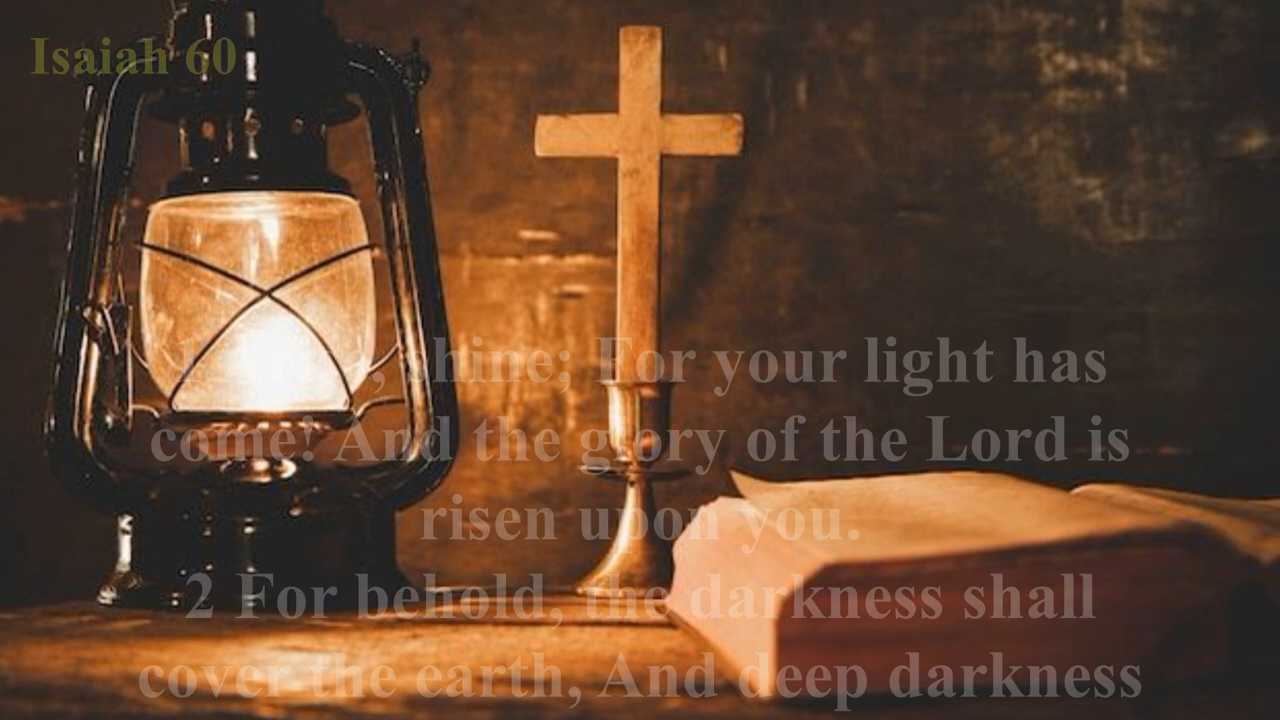 Isaiah 60
shine; For your light has
come! And the glory of the Lord is
risen upon you.
2 For behold, the darkness shall
cover the earth, And deep darkness